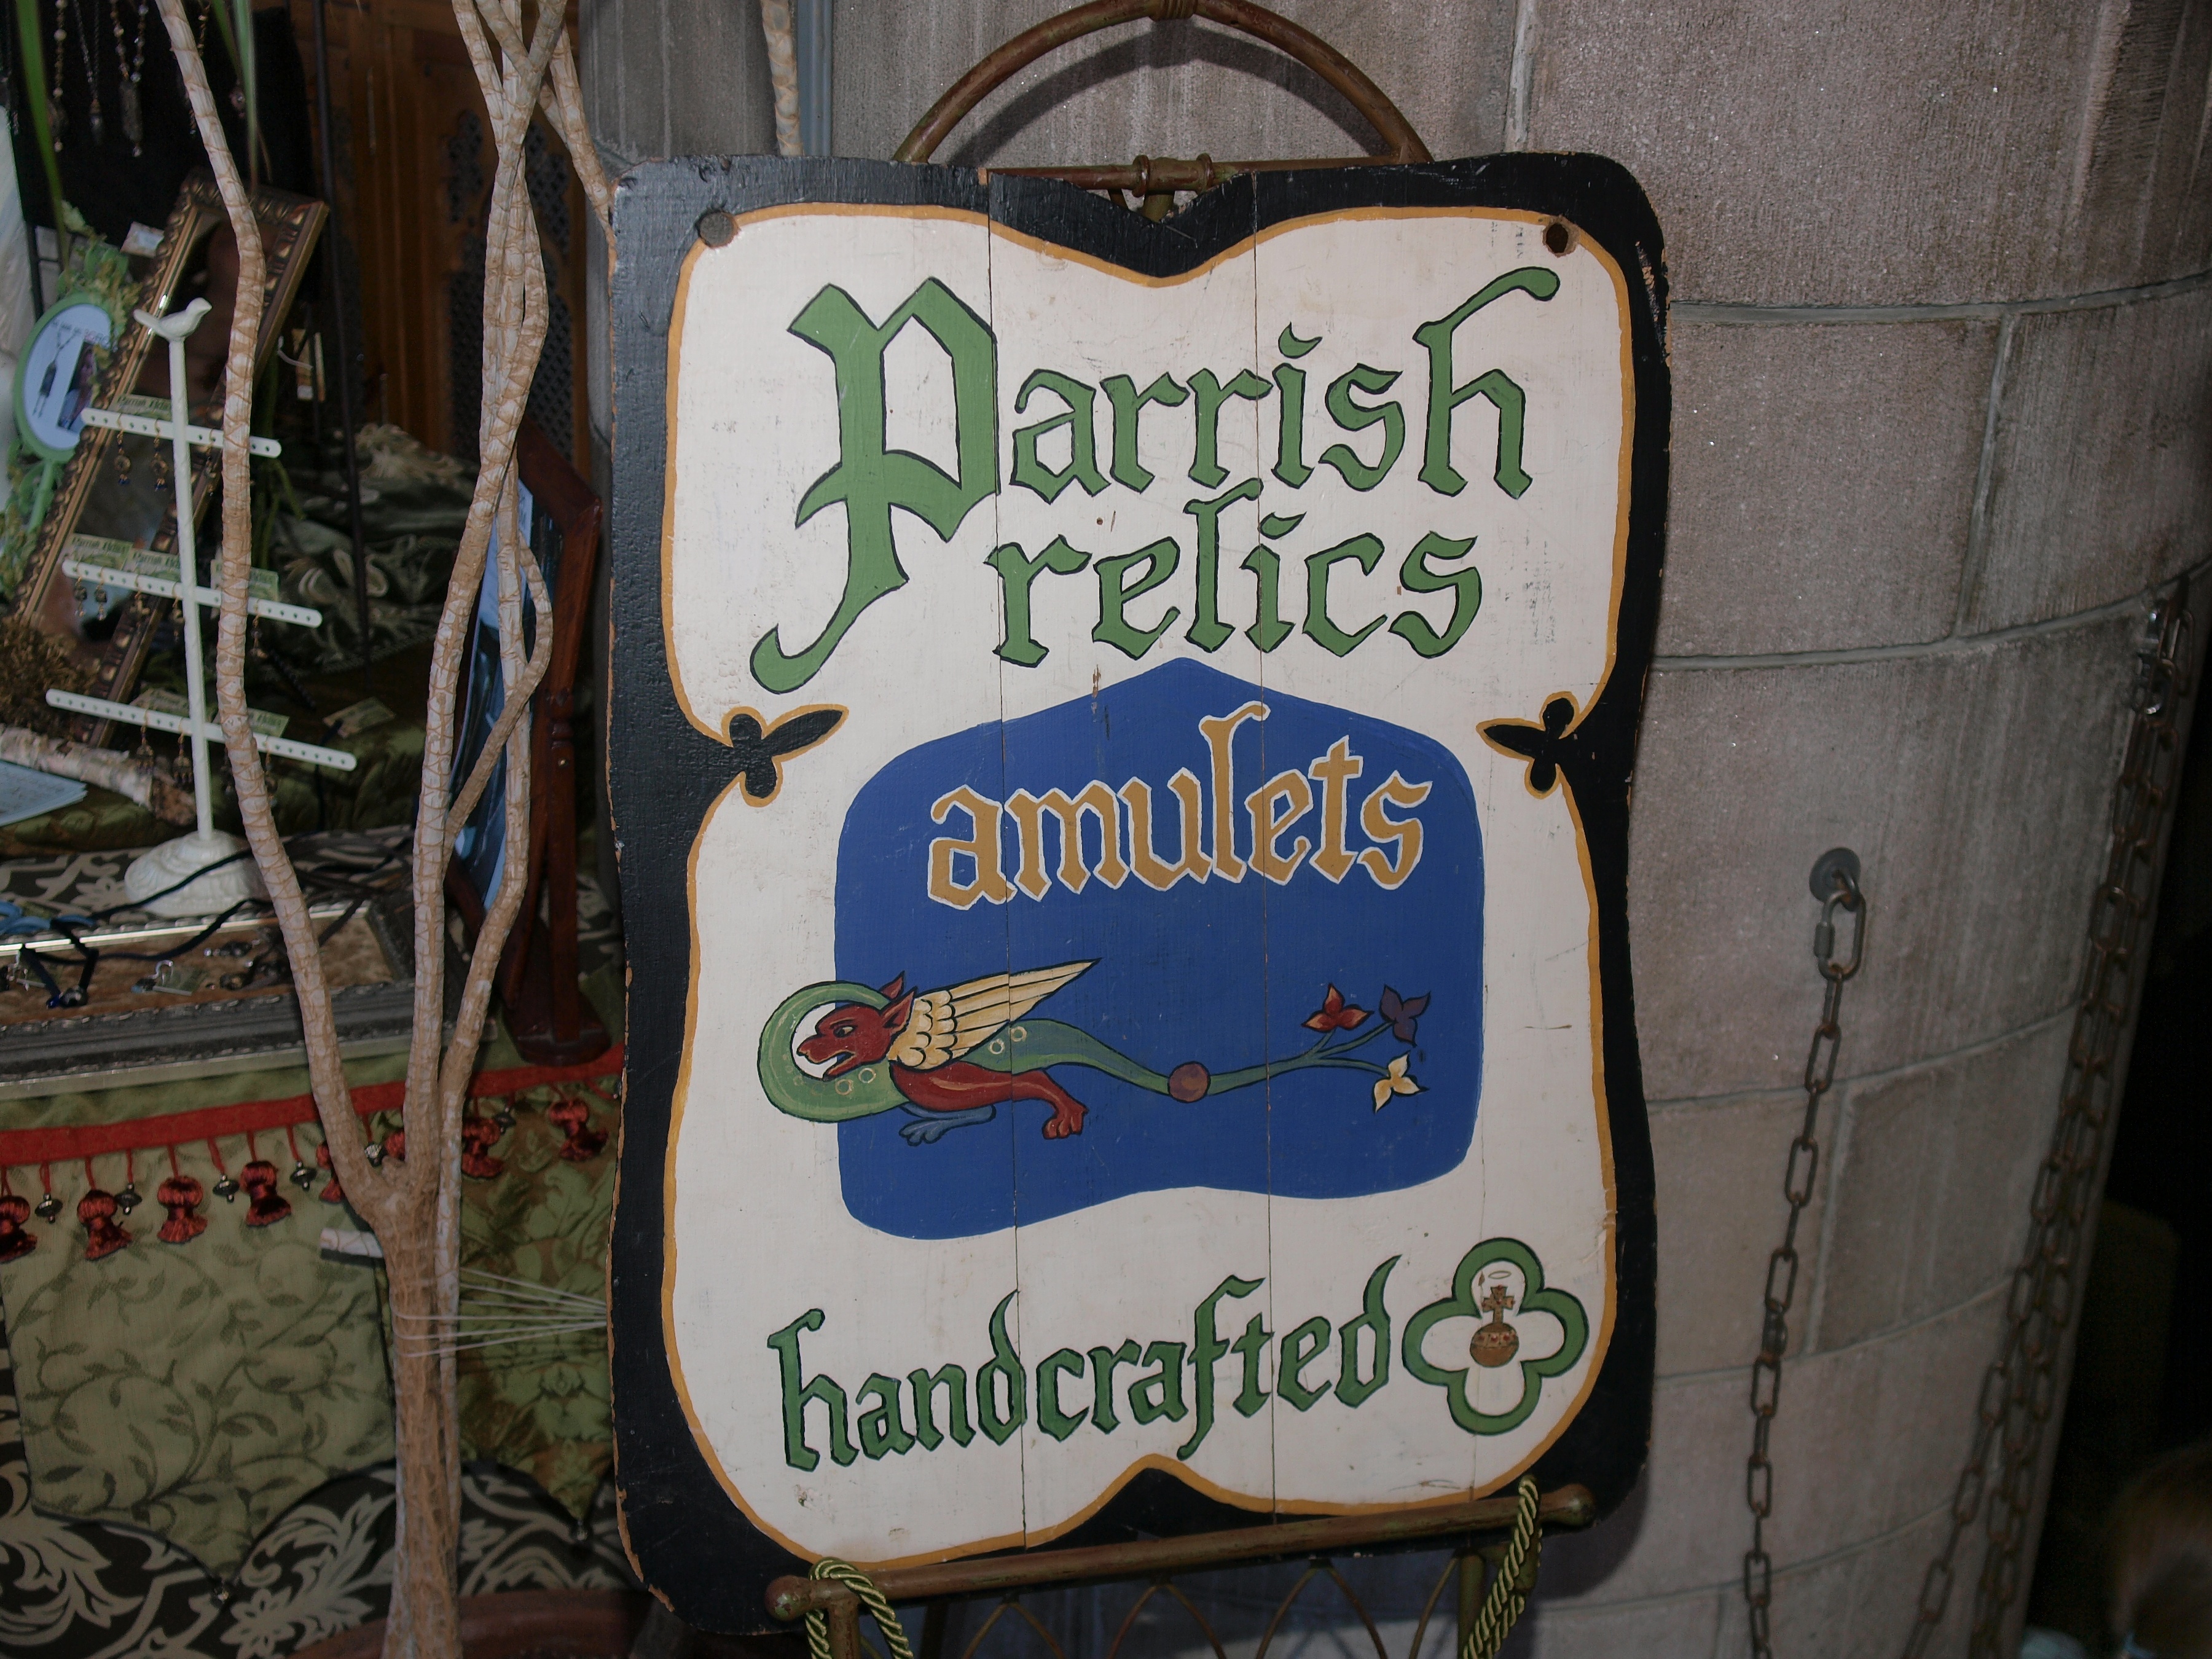 Parrish
relics
amulets
handcrafted